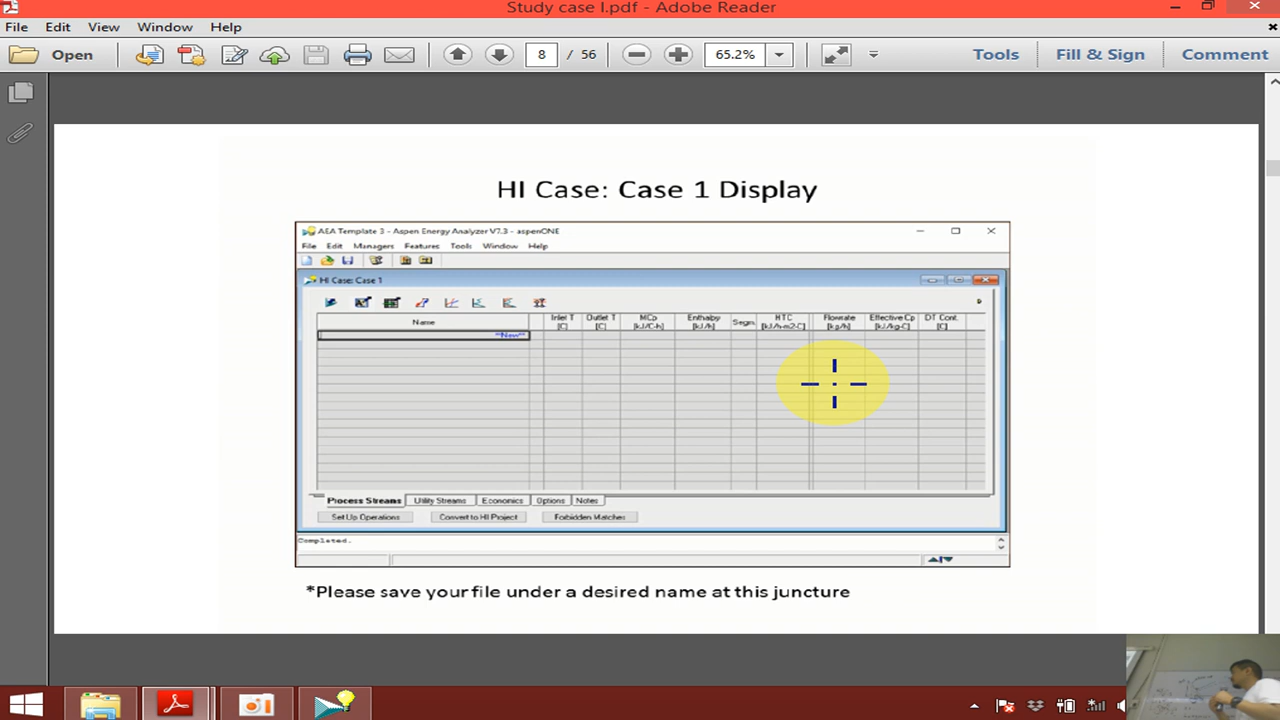 Study case I.pdf - Adobe Reader
File Edit View Window Help
Open 8 / 56 65.2% Tools Fill & Sign Comment
HI Case: Case 1 Display
AEA Template 3 - Aspen Energy Analyzer V7.3 - aspenONE
File Edit Managers Features Tools Window Help
HI Case: Case 1
Name Inlet T Outlet T MCp Enthalpy Segm. HTC Flowrate Effective Cp DT Cont.
[C] [C] [kJ/C-h] [kJ/h] [kJ/h-m2-C] [kg/h] [kJ/kg-C] [C]
**New**
Process Streams Utility Streams Economics Options Notes
Set Up Operations Convert to HI Project Forbidden Matches
Completed.
*Please save your file under a desired name at this juncture